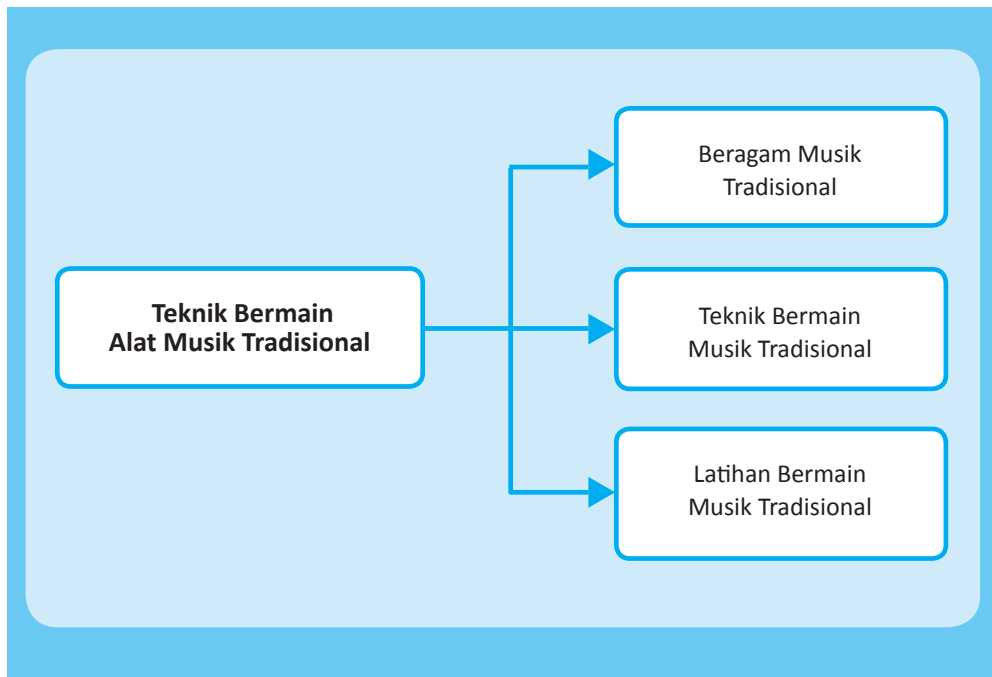 Teknik Bermain
Alat Musik Tradisional
Beragam Musik
Tradisional
Teknik Bermain
Musik Tradisional
Latihan Bermain
Musik Tradisional